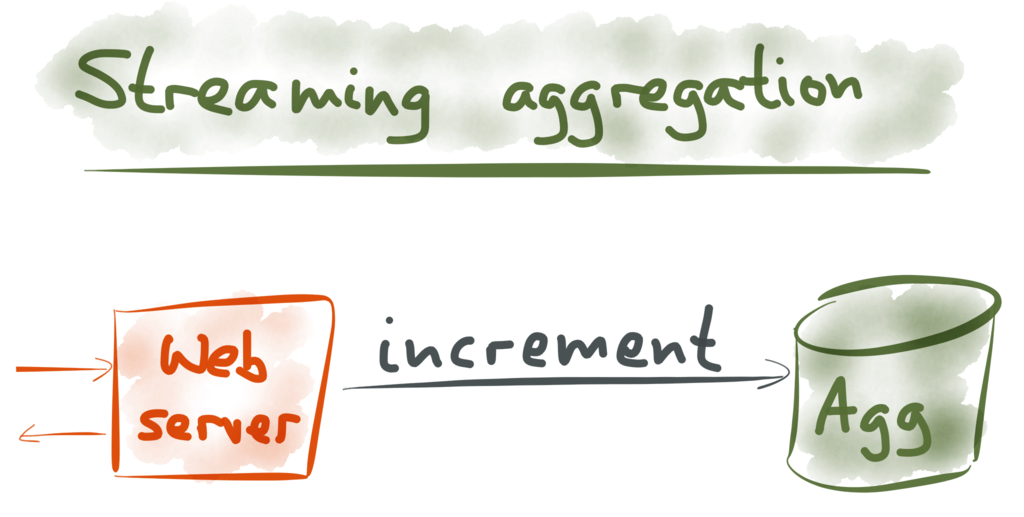 Streaming aggregation
Web
server
increment
Agg